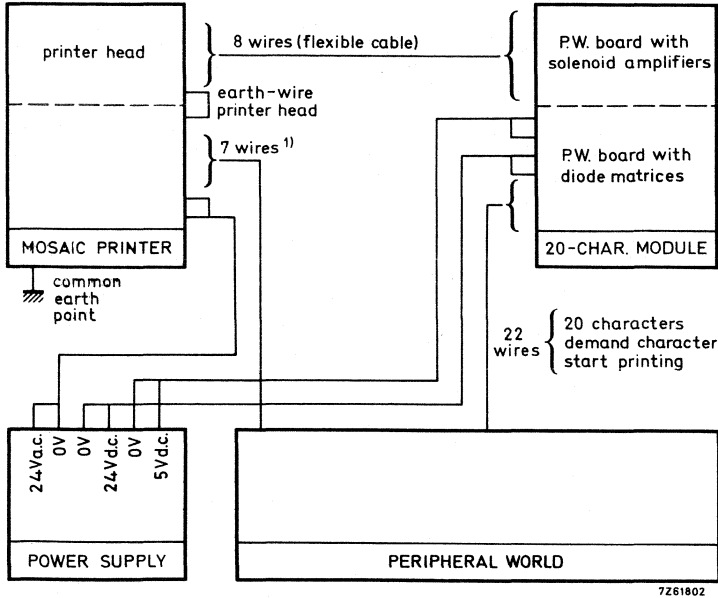 printer head
8 wires (flexible cable)
P.W. board with
solenoid amplifiers
earth-wire
printer head
7 wires 1)
P.W. board with
diode matrices
MOSAIC PRINTER
20-CHAR. MODULE
common
earth
point
22
wires
20 characters
demand character
start printing
24Va.c.
0V
0V
24Vd.c.
0V
5Vd.c.
POWER SUPPLY
PERIPHERAL WORLD
7Z61802